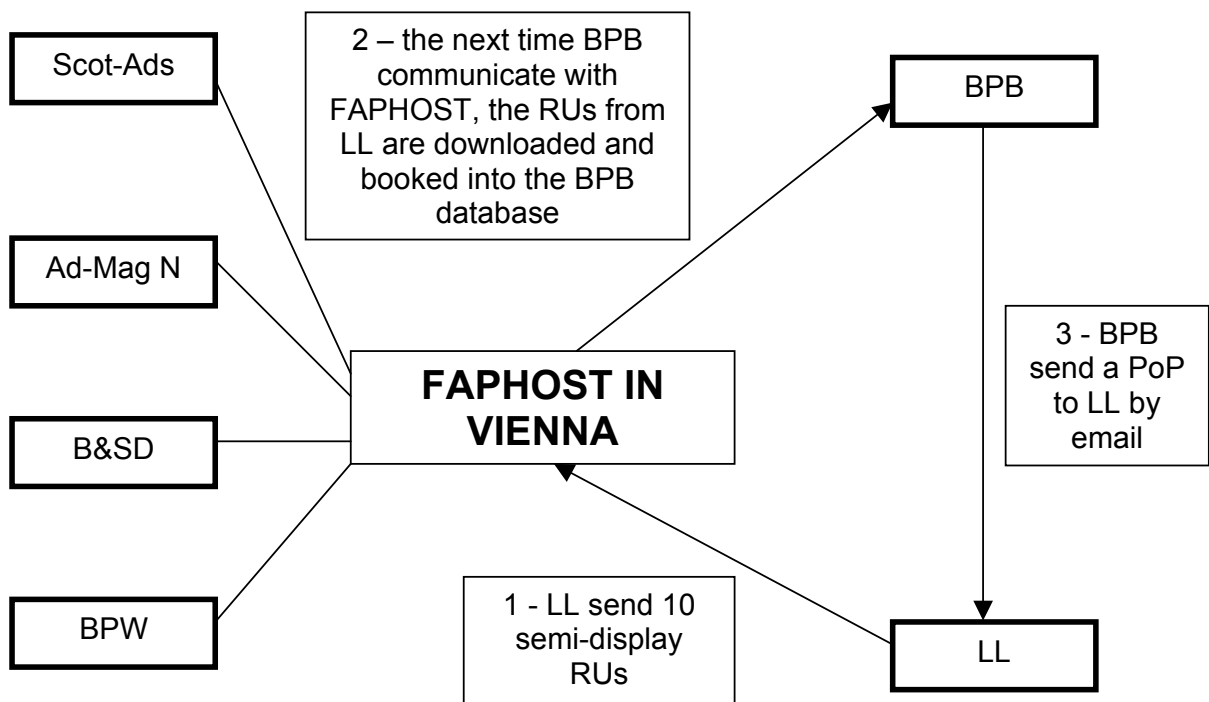 Scot-Ads
2 – the next time BPB
communicate with
FAPHOST, the RUs from
LL are downloaded and
booked into the BPB
database
BPB
Ad-Mag N
FAPHOST IN
VIENNA
3 - BPB
send a PoP
to LL by
email
B&SD
1 - LL send 10
semi-display
RUs
BPW
LL